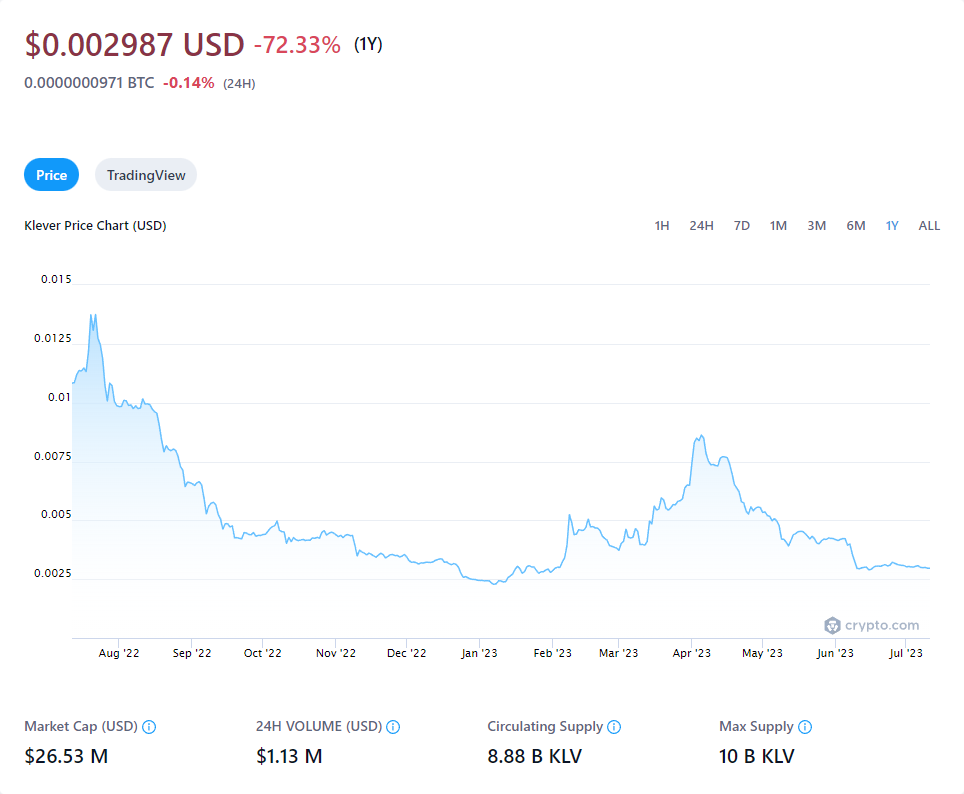 $0.002987 USD -72.33% (1Y)
0.0000000971 BTC -0.14% (24H)
Price TradingView
Klever Price Chart (USD) 1H 24H 7D 1M 3M 6M 1Y ALL
0.015
0.0125
0.01
0.0075
0.005
0.0025
crypto.com
Aug '22 Sep '22 Oct '22 Nov '22 Dec '22 Jan '23 Feb '23 Mar '23 Apr '23 May '23 Jun '23 Jul '23
Market Cap (USD) 24H VOLUME (USD) Circulating Supply Max Supply
$26.53 M $1.13 M 8.88 B KLV 10 B KLV